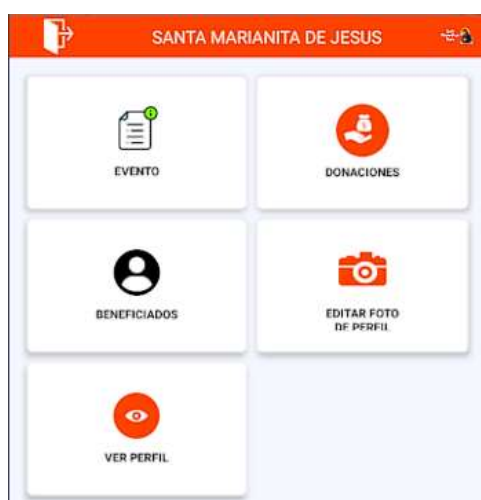 SANTA MARIANITA DE JESUS
EVENTO
DONACIONES
BENEFICIADOS
EDITAR FOTO
DE PERFIL
VER PERFIL